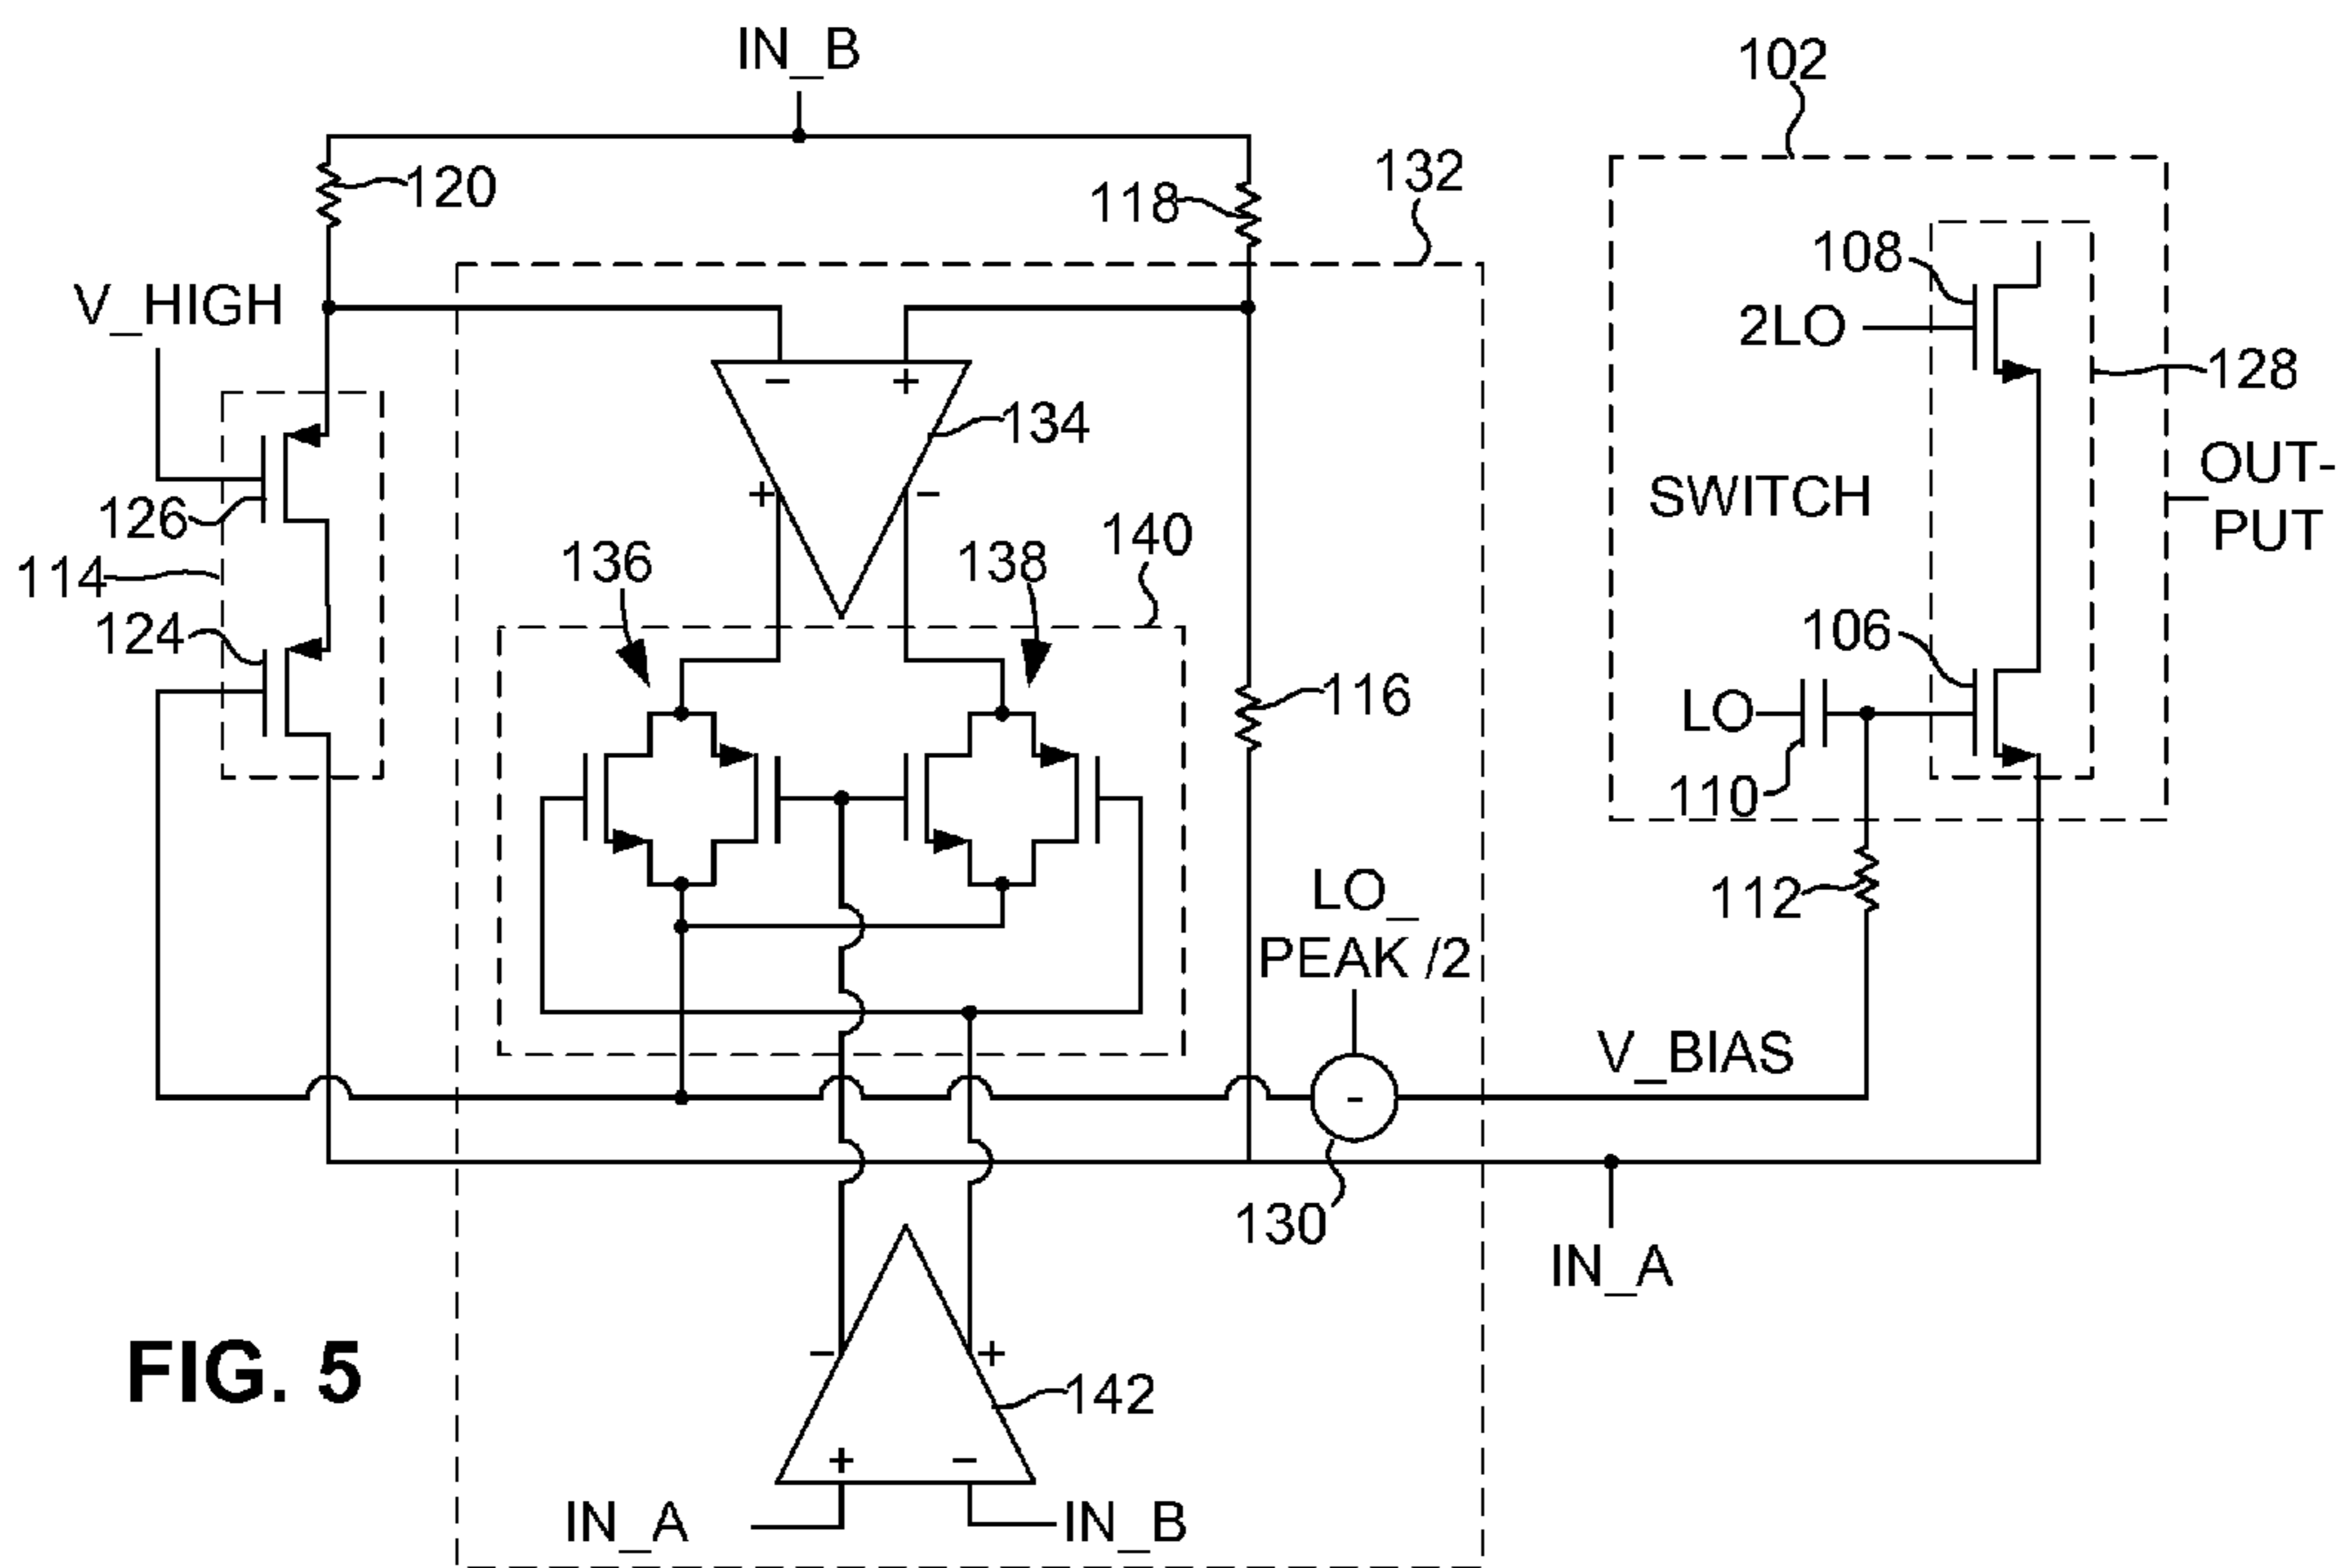 IN_B
102
132
120
118
108
V_HIGH
2LO
128
134
OUT-
PUT
126
SWITCH
140
136
138
114
124
106
116
LO
110
LO_
PEAK /2
112
V_BIAS
130
IN_A
FIG. 5
142
IN_A
IN_B
+
-
+
-
-
+
-
+
-